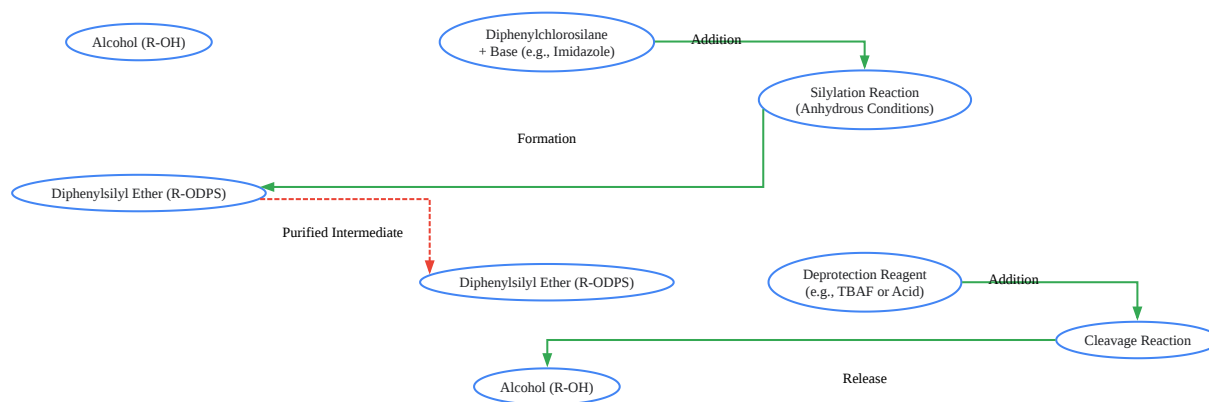 Alcohol (R-OH)
Diphenylchlorosilane
+ Base (e.g., Imidazole)
Addition
Silylation Reaction
(Anhydrous Conditions)
Formation
Diphenylsilyl Ether (R-ODPS)
Purified Intermediate
Diphenylsilyl Ether (R-ODPS)
Deprotection Reagent
(e.g., TBAF or Acid)
Addition
Cleavage Reaction
Release
Alcohol (R-OH)